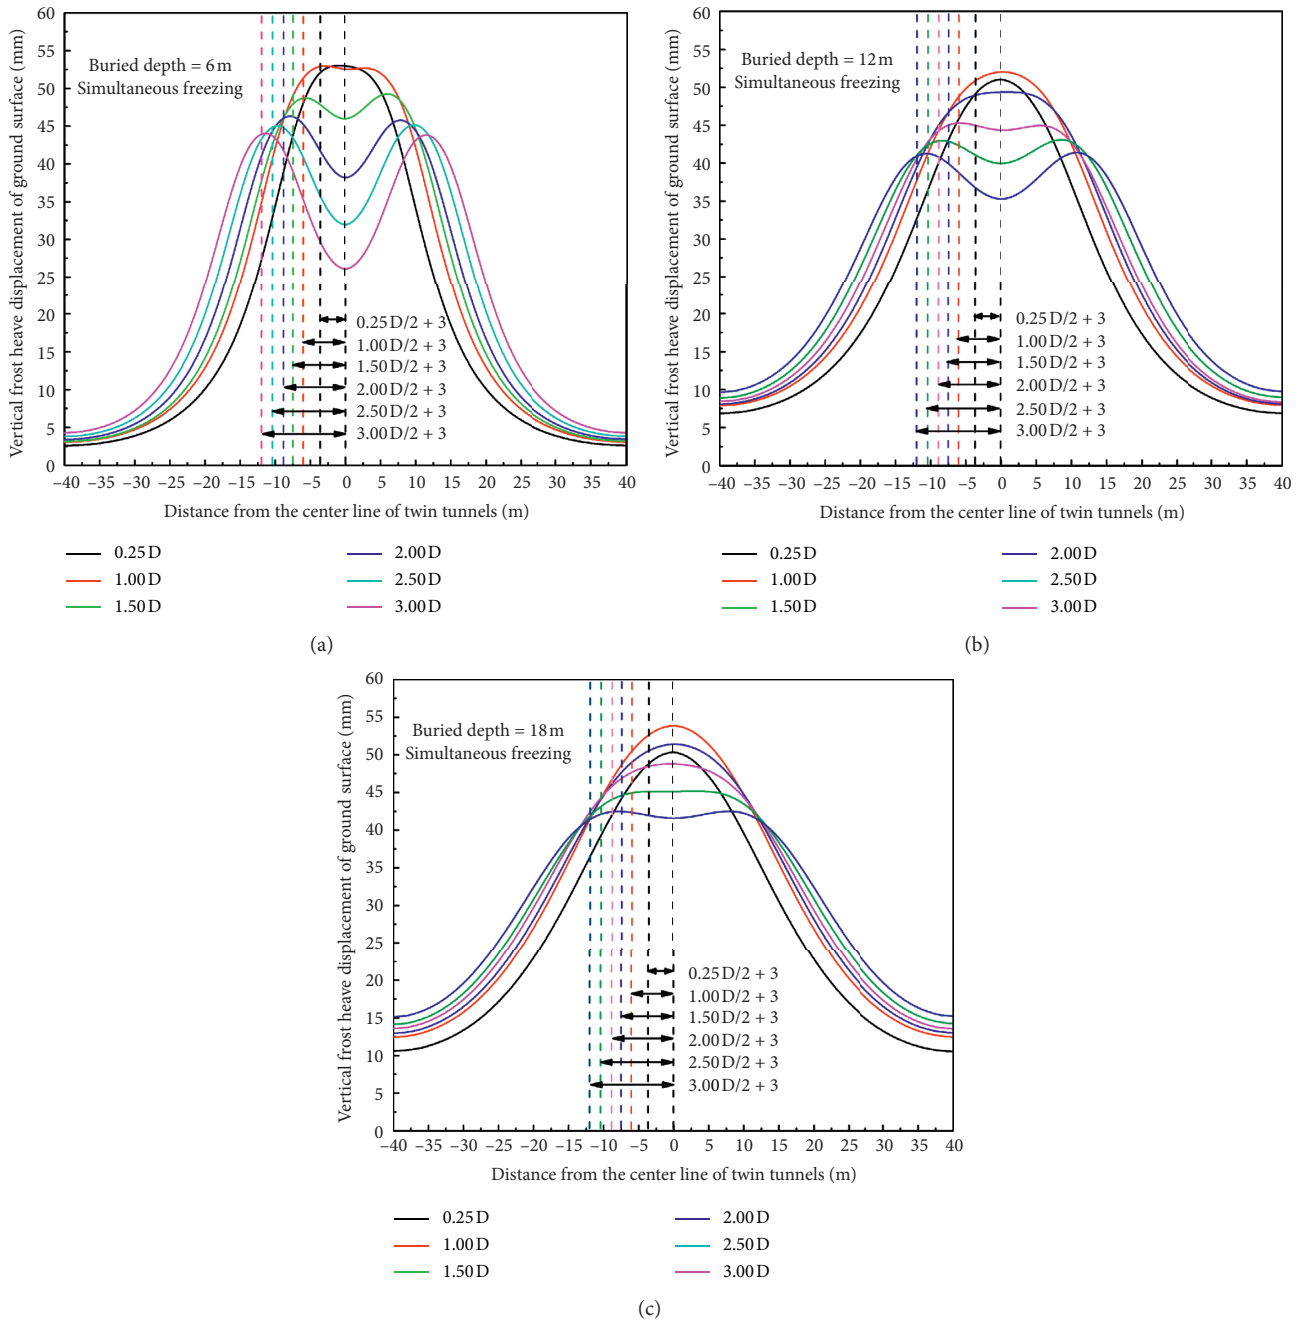 60
55
50
45
40
35
30
25
20
15
10
5
0
Vertical frost heave displacement of ground surface (mm)
Buried depth = 6 m
Simultaneous freezing
0.25 D/2 + 3
1.00 D/2 + 3
1.50 D/2 + 3
2.00 D/2 + 3
2.50 D/2 + 3
3.00 D/2 + 3
–40 –35 –30 –25 –20 –15 –10 –5 0 5 10 15 20 25 30 35 40
Distance from the center line of twin tunnels (m)
0.25 D
1.00 D
1.50 D
2.00 D
2.50 D
3.00 D
(a)
60
55
50
45
40
35
30
25
20
15
10
5
0
Vertical frost heave displacement of ground surface (mm)
Buried depth = 12 m
Simultaneous freezing
0.25 D/2 + 3
1.00 D/2 + 3
1.50 D/2 + 3
2.00 D/2 + 3
2.50 D/2 + 3
3.00 D/2 + 3
–40 –35 –30 –25 –20 –15 –10 –5 0 5 10 15 20 25 30 35 40
Distance from the center line of twin tunnels (m)
0.25 D
1.00 D
1.50 D
2.00 D
2.50 D
3.00 D
(b)
60
55
50
45
40
35
30
25
20
15
10
5
0
Vertical frost heave displacement of ground surface (mm)
Buried depth = 18 m
Simultaneous freezing
0.25 D/2 + 3
1.00 D/2 + 3
1.50 D/2 + 3
2.00 D/2 + 3
2.50 D/2 + 3
3.00 D/2 + 3
–40 –35 –30 –25 –20 –15 –10 –5 0 5 10 15 20 25 30 35 40
Distance from the center line of twin tunnels (m)
0.25 D
1.00 D
1.50 D
2.00 D
2.50 D
3.00 D
(c)